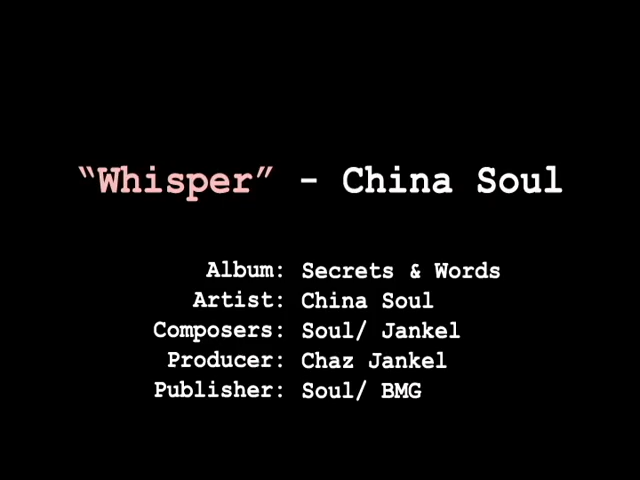 “Whisper” - China Soul
Album: Secrets & Words
Artist: China Soul
Composers: Soul/ Jankel
Producer: Chaz Jankel
Publisher: Soul/ BMG